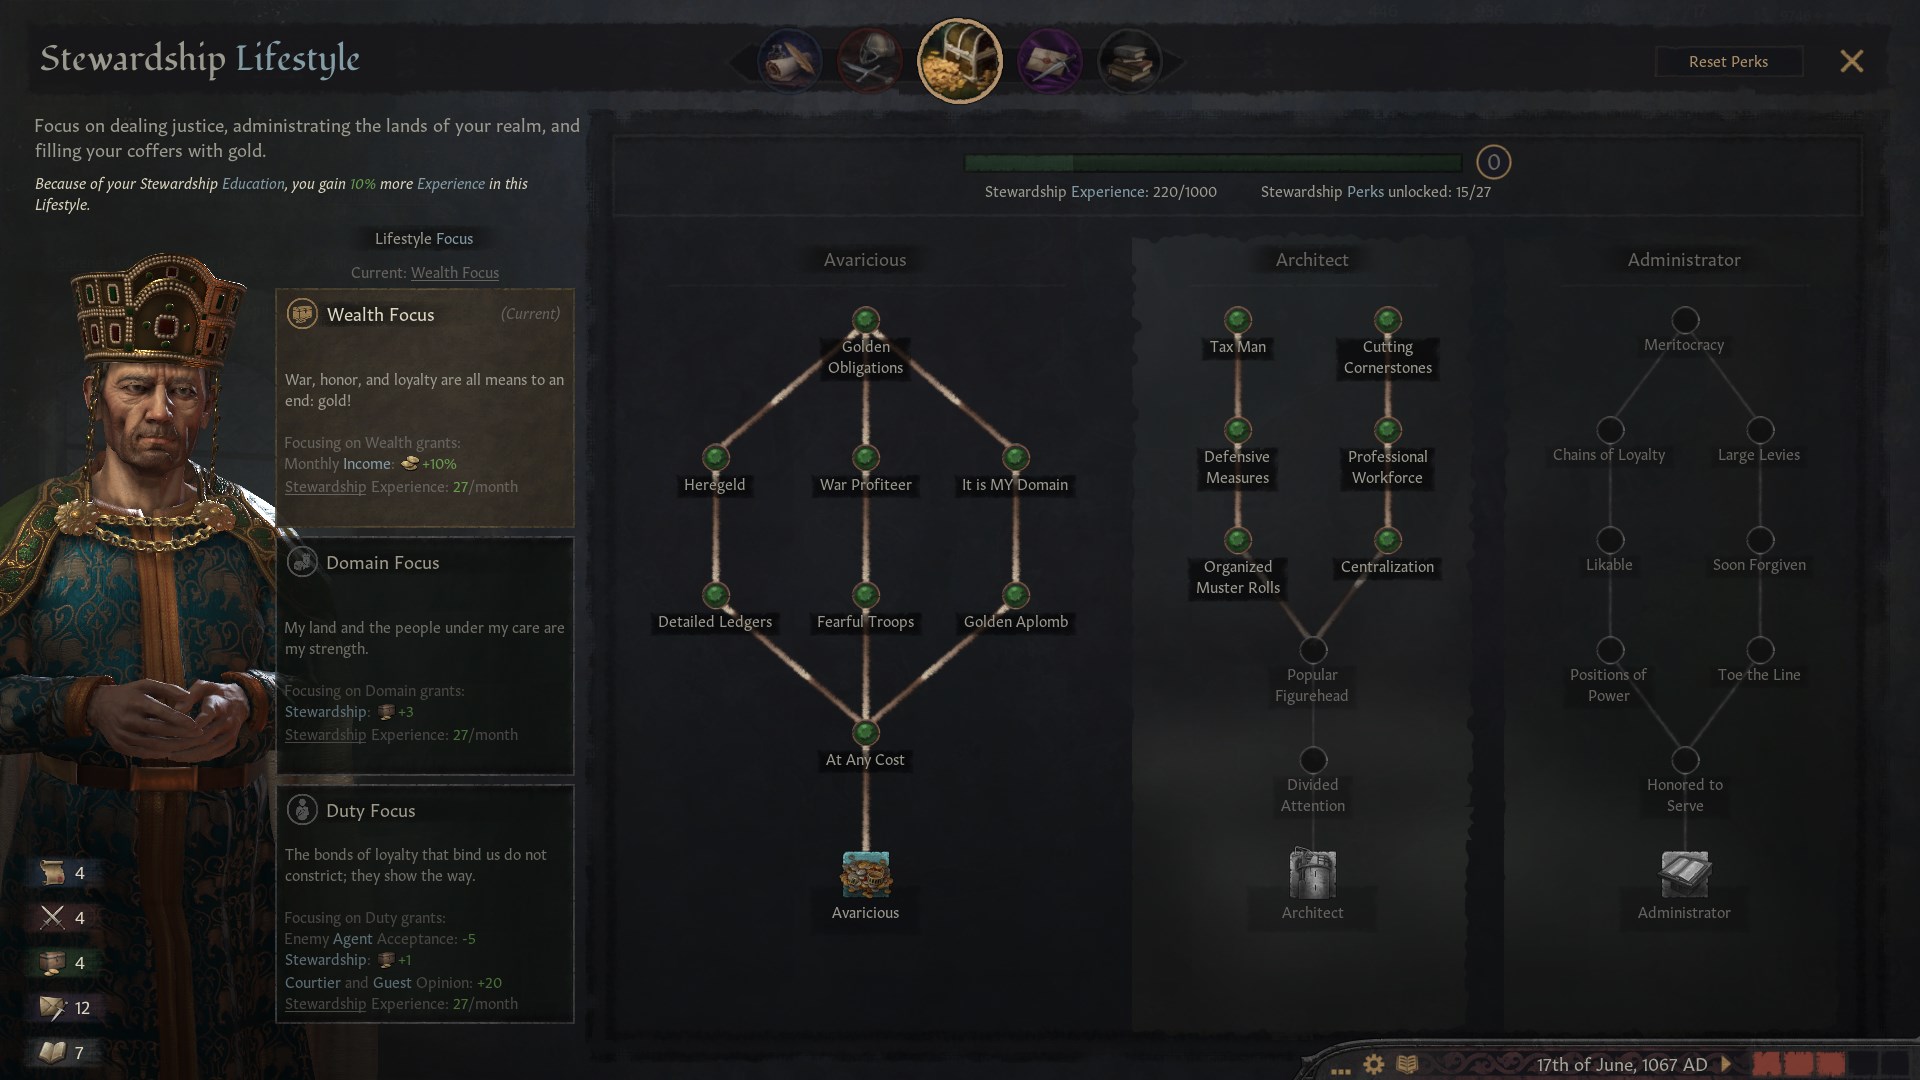 Stewardship Lifestyle
Reset Perks
Focus on dealing justice, administrating the lands of your realm, and
filling your coffers with gold.
Because of your Stewardship Education, you gain 10% more Experience in this
Lifestyle.
0
Stewardship Experience: 220/1000
Stewardship Perks unlocked: 15/27
Lifestyle Focus
Current: Wealth Focus
Wealth Focus
(Current)
War, honor, and loyalty are all means to an
end: gold!
Focusing on Wealth grants:
Monthly Income: +10%
Stewardship Experience: 27/month
Domain Focus
My land and the people under my care are
my strength.
Focusing on Domain grants:
Stewardship: +3
Stewardship Experience: 27/month
Duty Focus
The bonds of loyalty that bind us do not
constrict; they show the way.
Focusing on Duty grants:
Enemy Agent Acceptance: -5
Stewardship: +1
Courtier and Guest Opinion: +20
Stewardship Experience: 27/month
4
4
4
12
7
Avaricious
Golden
Obligations
Heregeld
War Profiteer
It is MY Domain
Detailed Ledgers
Fearful Troops
Golden Aplomb
At Any Cost
Avaricious
Architect
Tax Man
Cutting
Cornerstones
Defensive
Measures
Professional
Workforce
Organized
Muster Rolls
Centralization
Popular
Figurehead
Divided
Attention
Architect
Administrator
Meritocracy
Chains of Loyalty
Large Levies
Likable
Soon Forgiven
Positions of
Power
Toe the Line
Honored to
Serve
Administrator
17th of June, 1067 AD